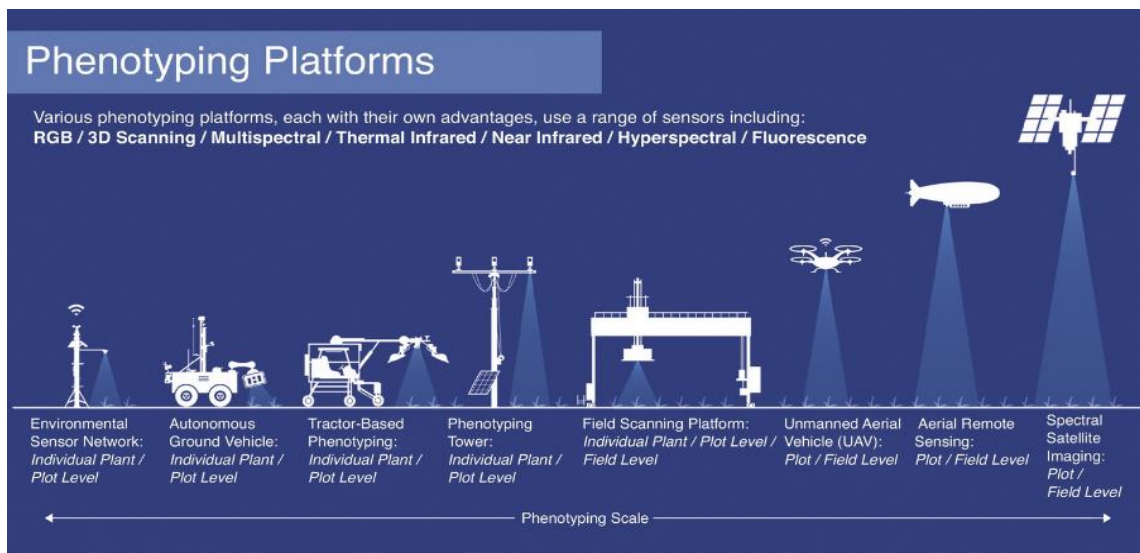 Phenotyping Platforms
Various phenotyping platforms, each with their own advantages, use a range of sensors including:
RGB / 3D Scanning / Multispectral / Thermal Infrared / Near Infrared / Hyperspectral / Fluorescence
Environmental
Sensor Network:
Individual Plant /
Plot Level
Autonomous
Ground Vehicle:
Individual Plant /
Plot Level
Tractor-Based
Phenotyping:
Individual Plant /
Plot Level
Phenotyping
Tower:
Individual Plant /
Plot Level
Field Scanning Platform:
Individual Plant / Plot Level /
Field Level
Unmanned Aerial
Vehicle (UAV):
Plot / Field Level
Aerial Remote
Sensing:
Plot / Field Level
Spectral
Satellite
Imaging:
Plot /
Field Level
Phenotyping Scale